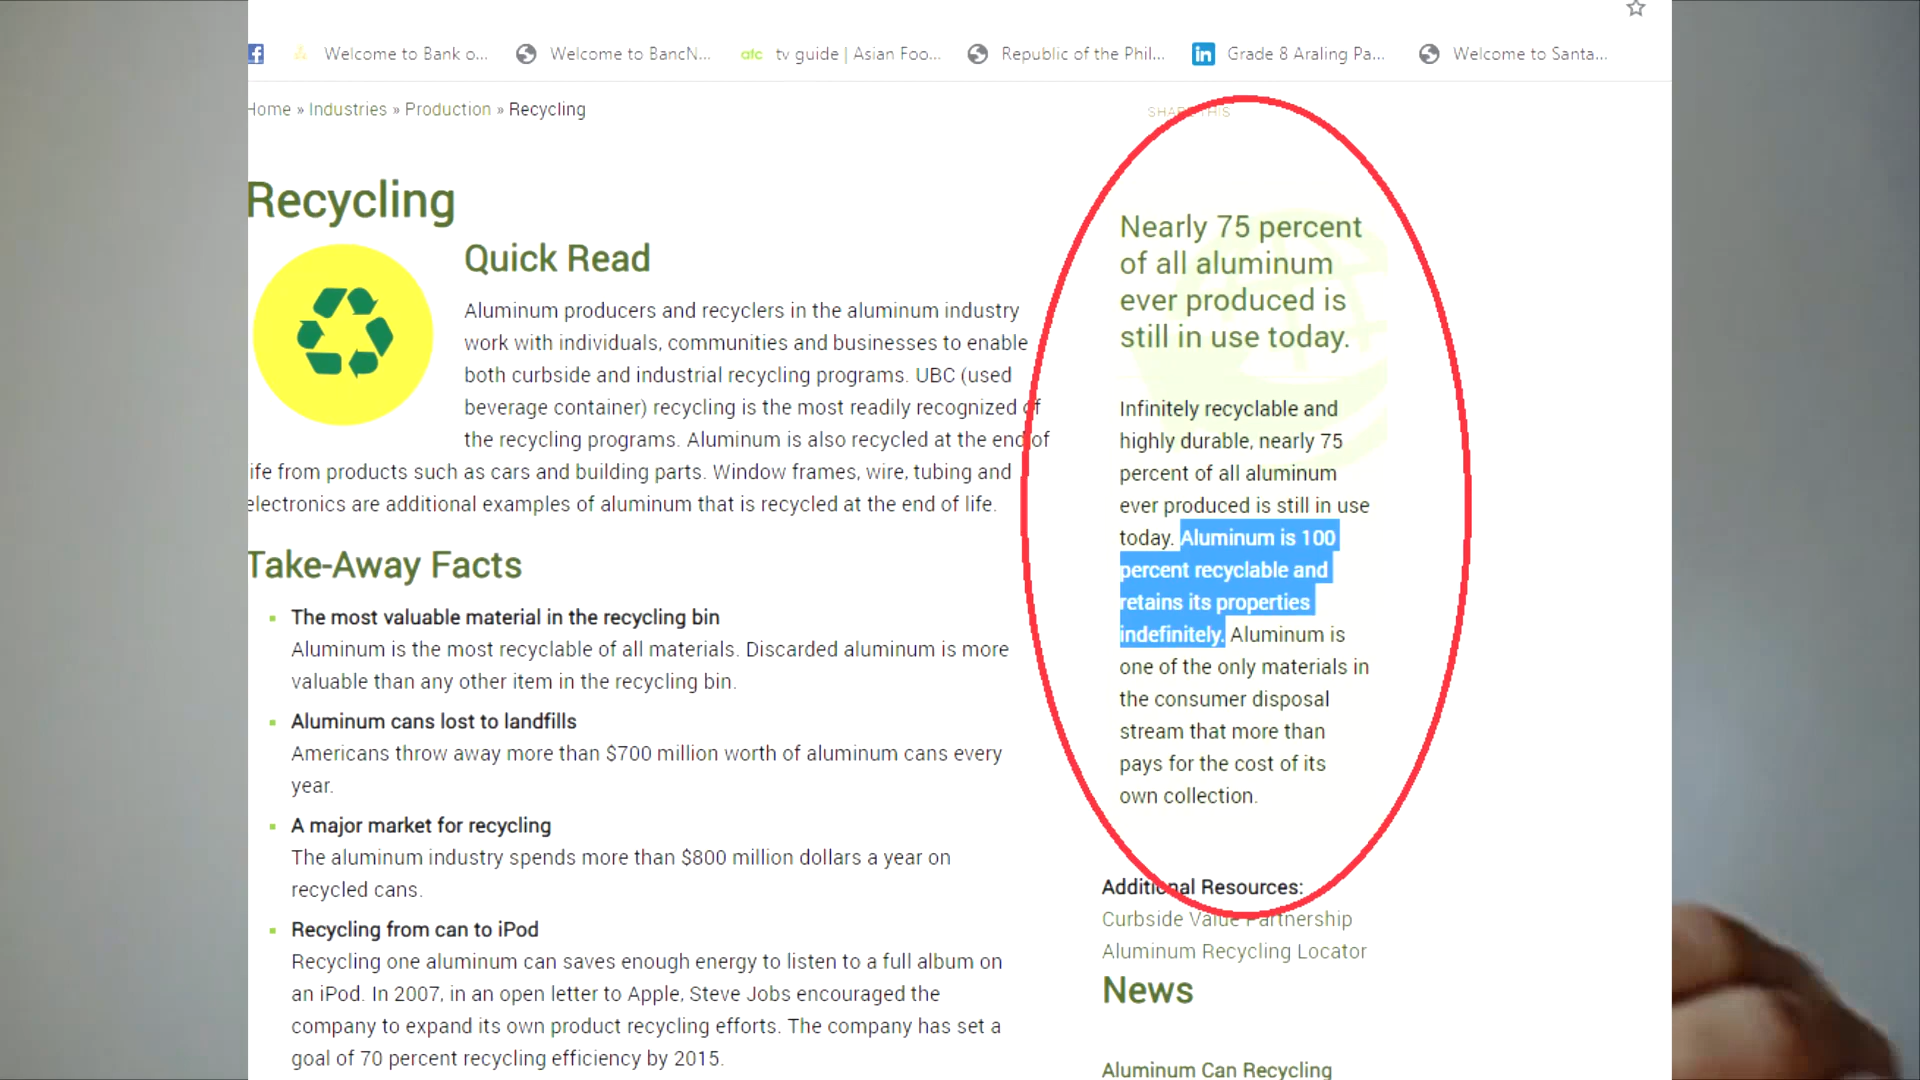 Welcome to Bank o... Welcome to BancN... afc tv guide | Asian Foo... Republic of the Phil... in Grade 8 Araling Pa... Welcome to Santa...
Home » Industries » Production » Recycling
SHARE THIS
Recycling
Quick Read
Aluminum producers and recyclers in the aluminum industry
work with individuals, communities and businesses to enable
both curbside and industrial recycling programs. UBC (used
beverage container) recycling is the most readily recognized of
the recycling programs. Aluminum is also recycled at the end of
life from products such as cars and building parts. Window frames, wire, tubing and
electronics are additional examples of aluminum that is recycled at the end of life.
Take-Away Facts
The most valuable material in the recycling bin
Aluminum is the most recyclable of all materials. Discarded aluminum is more
valuable than any other item in the recycling bin.
Aluminum cans lost to landfills
Americans throw away more than $700 million worth of aluminum cans every
year.
A major market for recycling
The aluminum industry spends more than $800 million dollars a year on
recycled cans.
Recycling from can to iPod
Recycling one aluminum can saves enough energy to listen to a full album on
an iPod. In 2007, in an open letter to Apple, Steve Jobs encouraged the
company to expand its own product recycling efforts. The company has set a
goal of 70 percent recycling efficiency by 2015.
Nearly 75 percent
of all aluminum
ever produced is
still in use today.
Infinitely recyclable and
highly durable, nearly 75
percent of all aluminum
ever produced is still in use
today. Aluminum is 100
percent recyclable and
retains its properties
indefinitely. Aluminum is
one of the only materials in
the consumer disposal
stream that more than
pays for the cost of its
own collection.
Additional Resources:
Curbside Value Partnership
Aluminum Recycling Locator
News
Aluminum Can Recycling